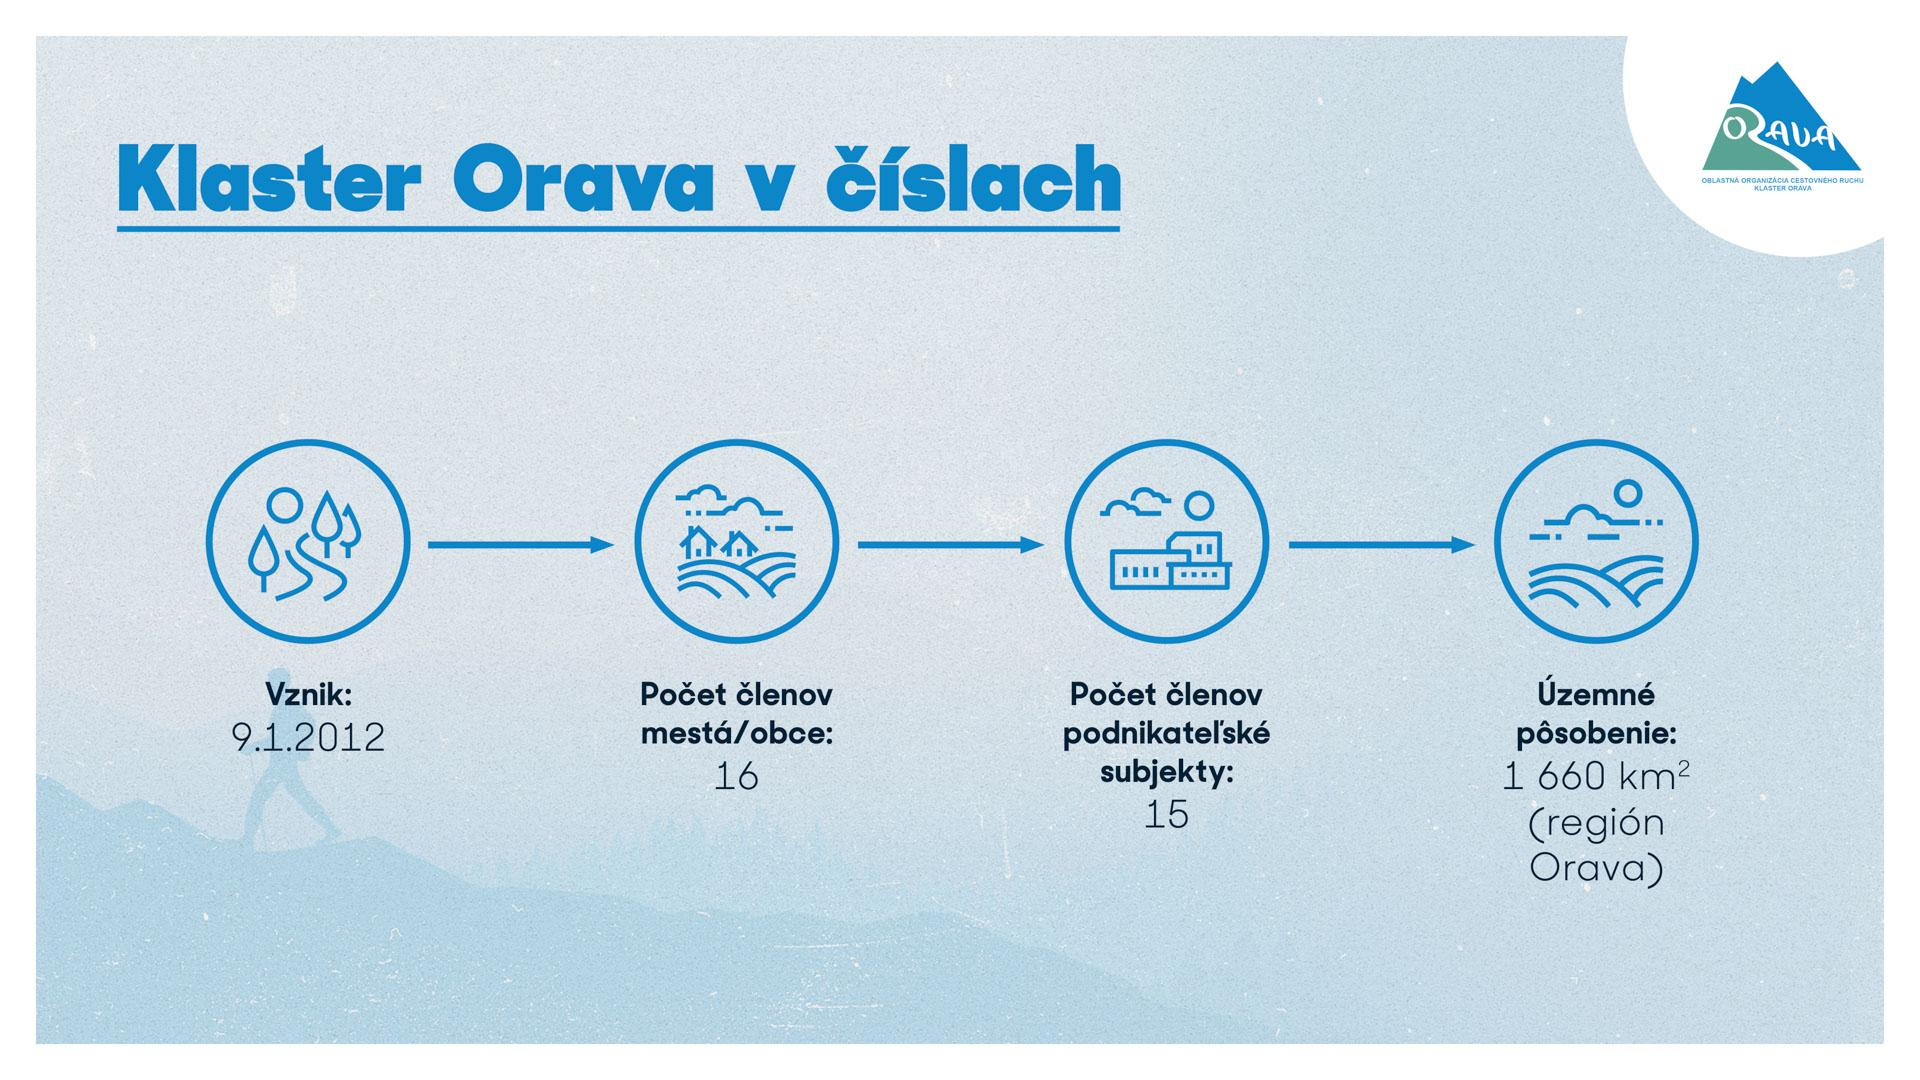 Klaster Orava v číslach
ORAVA
OBLASTNÁ ORGANIZÁCIA CESTOVNÉHO RUCHU
KLASTER ORAVA
Vznik:
9.1.2012
Počet členov
mestá/obce:
16
Počet členov
podnikateľské
subjekty:
15
Územné
pôsobenie:
1 660 km²
(región
Orava)